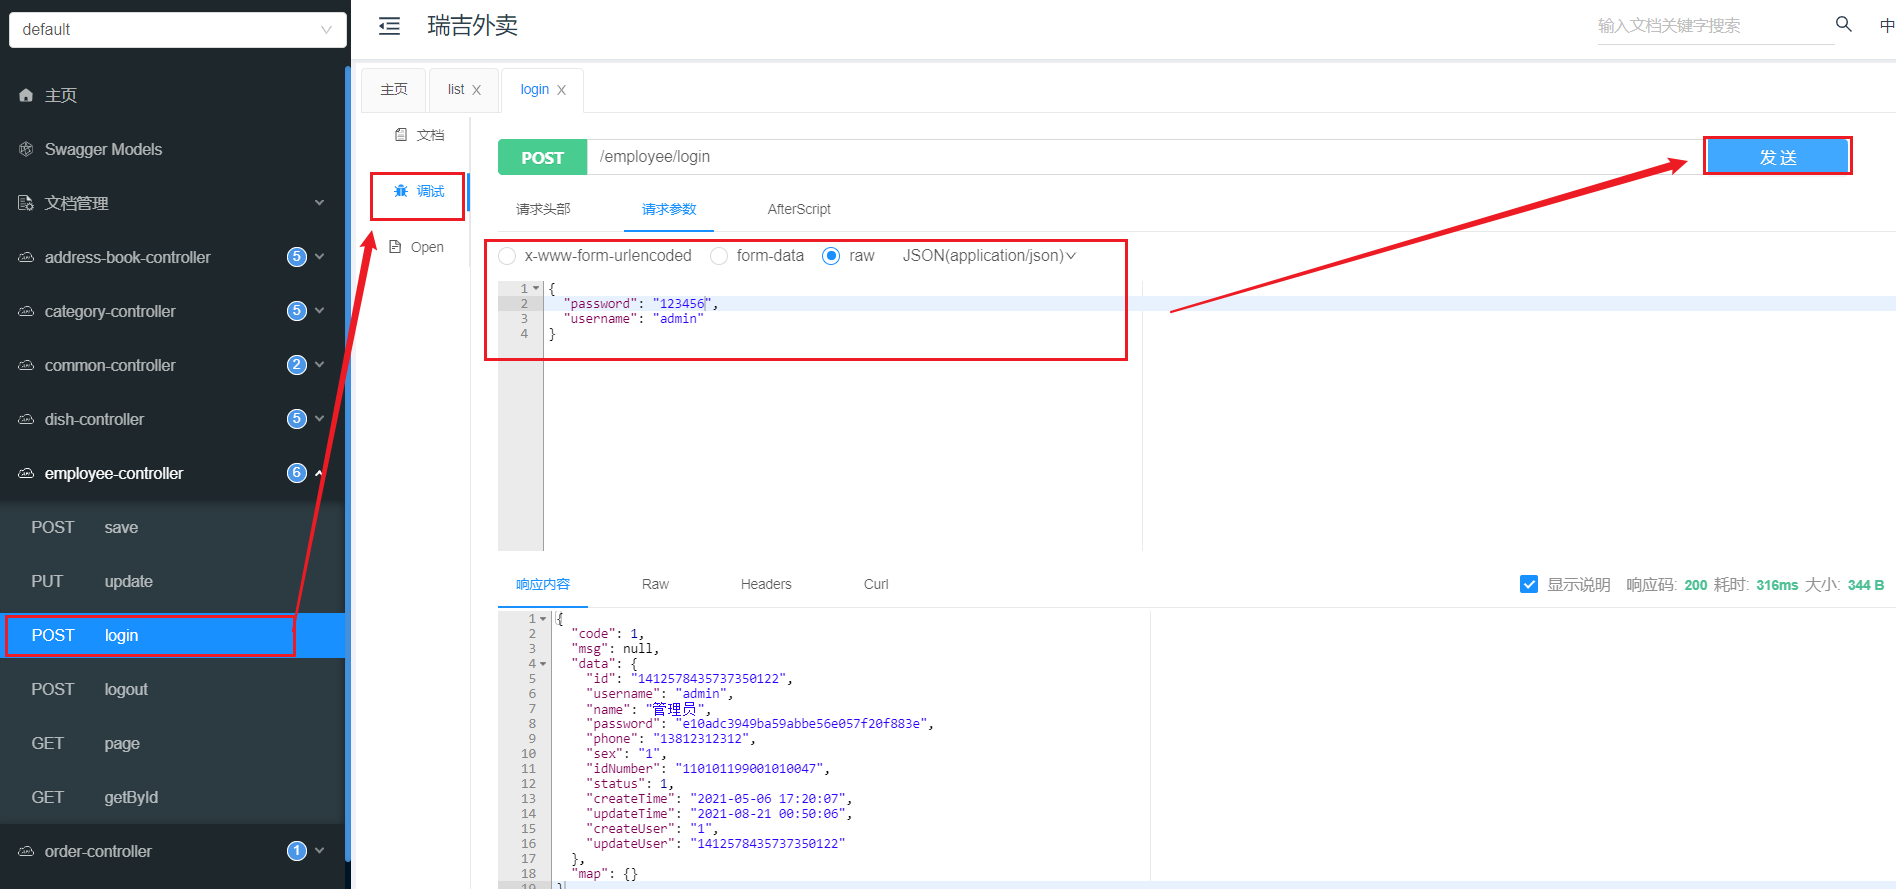 default
瑞吉外卖
输入文档关键字搜索
中
主页
Swagger Models
文档管理
address-book-controller 5
category-controller 5
common-controller 2
dish-controller 5
employee-controller 6
POST save
PUT update
POST login
POST logout
GET page
GET getById
order-controller 1
主页
list X
login X
文档
调试
Open
POST /employee/login
发 送
请求头部 请求参数 AfterScript
x-www-form-urlencoded form-data raw JSON(application/json)
1 {
2 "password": "123456",
3 "username": "admin"
4 }
响应内容 Raw Headers Curl
显示说明 响应码: 200 耗时: 316ms 大小: 344 B
1 {
2 "code": 1,
3 "msg": null,
4 "data": {
5 "id": "1412578435737350122",
6 "username": "admin",
7 "name": "管理员",
8 "password": "e10adc3949ba59abbe56e057f20f883e",
9 "phone": "13812312312",
10 "sex": "1",
11 "idNumber": "110101199001010047",
12 "status": 1,
13 "createTime": "2021-05-06 17:20:07",
14 "updateTime": "2021-08-21 00:50:06",
15 "createUser": "1",
16 "updateUser": "1412578435737350122"
17 },
18 "map": {}
19 }